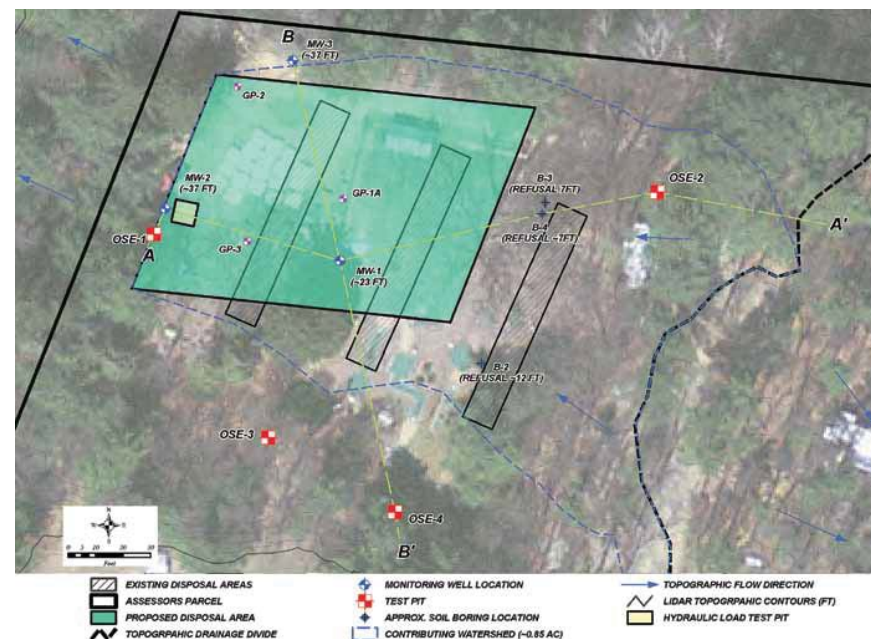 B
MW-3
(~37 FT)
GP-2
MW-2
(~37 FT)
B-3
(REFUSAL 7FT)
OSE-2
GP-1A
B-4
(REFUSAL ~7FT)
A'
OSE-1
A
GP-3
MW-1
(~23 FT)
B-2
(REFUSAL ~12 FT)
OSE-3
OSE-4
B'
Feet
EXISTING DISPOSAL AREAS
MONITORING WELL LOCATION
TOPOGRAPHIC FLOW DIRECTION
ASSESSORS PARCEL
TEST PIT
LIDAR TOPOGRPAHIC CONTOURS (FT)
PROPOSED DISPOSAL AREA
APPROX. SOIL BORING LOCATION
HYDRAULIC LOAD TEST PIT
TOPOGRPAHIC DRAINAGE DIVIDE
CONTRIBUTING WATERSHED (~0.85 AC)